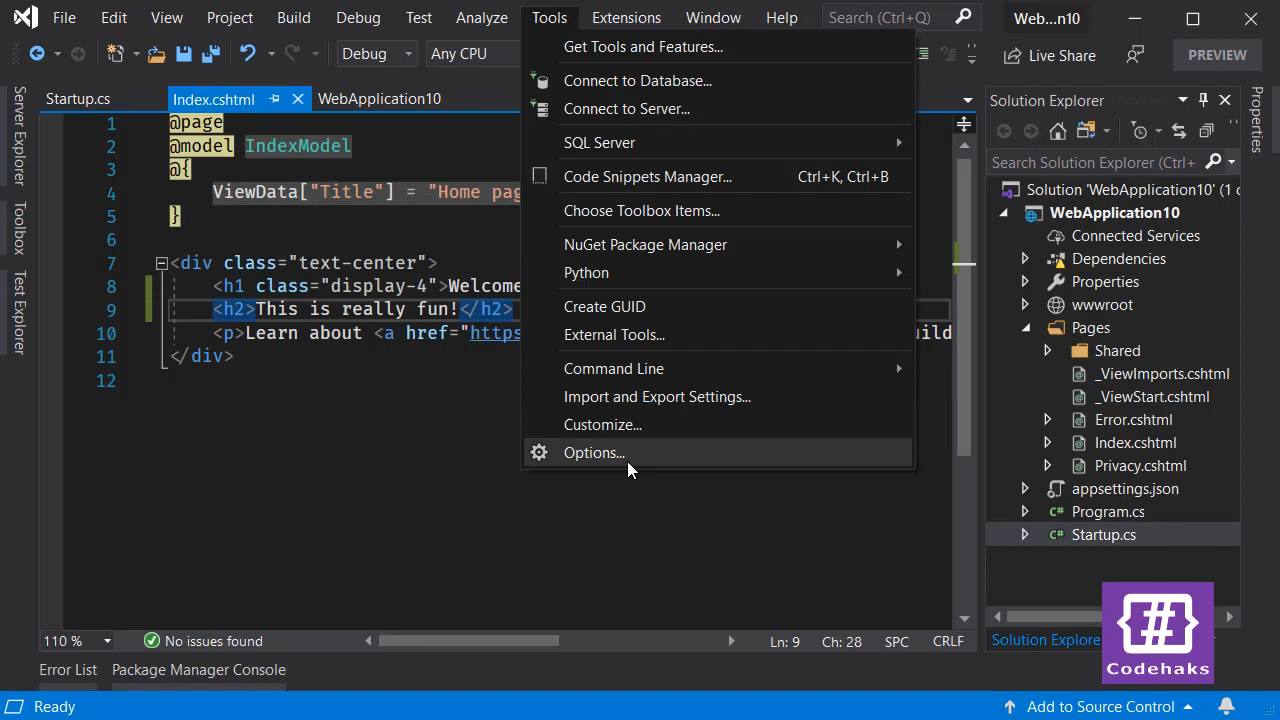 File Edit View Project Build Debug Test Analyze Tools Extensions Window Help Search (Ctrl+Q) Web...n10
Debug Any CPU Live Share PREVIEW
Startup.cs Index.cshtml WebApplication10
Server Explorer
Toolbox
Test Explorer
1 @page
2 @model IndexModel
3 @{
4 ViewData["Title"] = "Home pag
5 }
6
7 <div class="text-center">
8 <h1 class="display-4">Welcome
9 <h2>This is really fun!</h2>
10 <p>Learn about <a href="https uild
11 </div>
12
Get Tools and Features...
Connect to Database...
Connect to Server...
SQL Server
Code Snippets Manager... Ctrl+K, Ctrl+B
Choose Toolbox Items...
NuGet Package Manager
Python
Create GUID
External Tools...
Command Line
Import and Export Settings...
Customize...
Options...
Solution Explorer
Search Solution Explorer (Ctrl+
Solution 'WebApplication10' (1 o
WebApplication10
Connected Services
Dependencies
Properties
wwwroot
Pages
Shared
_ViewImports.cshtml
_ViewStart.cshtml
Error.cshtml
Index.cshtml
Privacy.cshtml
appsettings.json
C# Program.cs
C# Startup.cs
Properties
110 % No issues found Ln: 9 Ch: 28 SPC CRLF
Solution Explorer
{#}
Codehaks
Error List Package Manager Console
Ready Add to Source Control